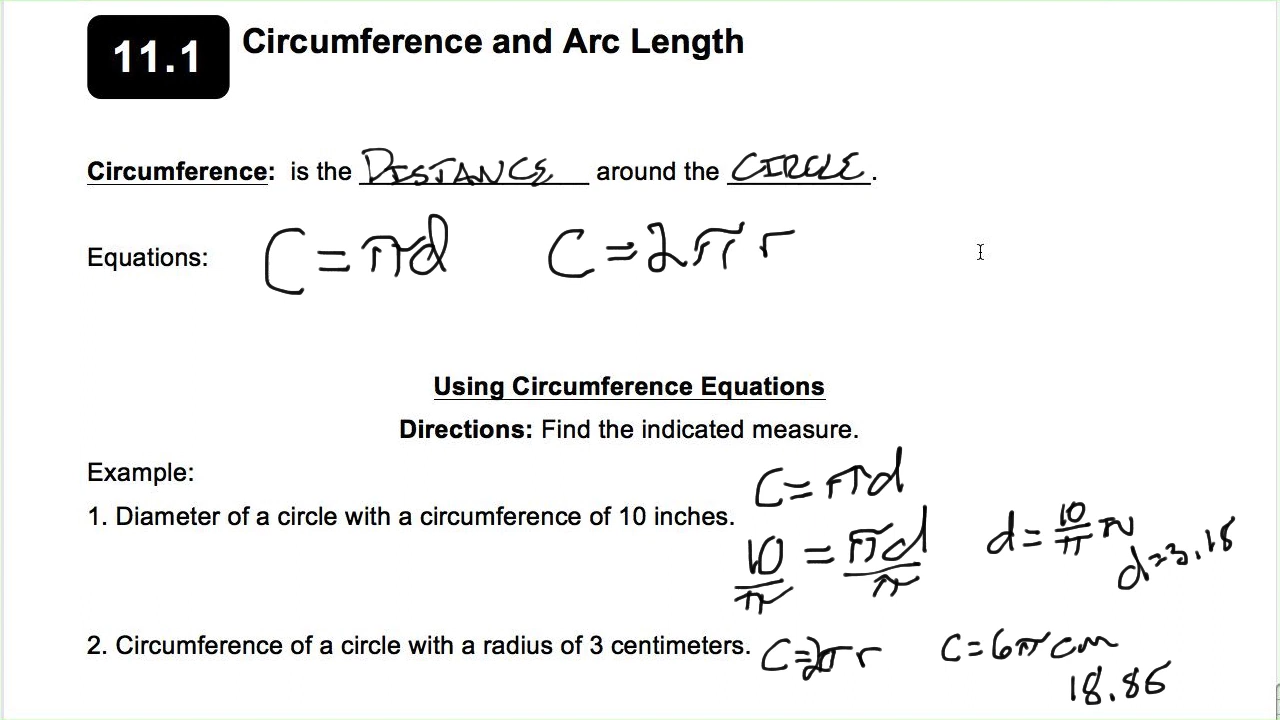 11.1 Circumference and Arc Length
Circumference: is the DISTANCE around the CIRCLE.
Equations: C = πd C = 2πr
Using Circumference Equations
Directions: Find the indicated measure.
Example:
C = πd
1. Diameter of a circle with a circumference of 10 inches.
10/π = πd/π d = 10/π IN
d = 3.18
2. Circumference of a circle with a radius of 3 centimeters. C = 2πr C = 6π cm
18.85